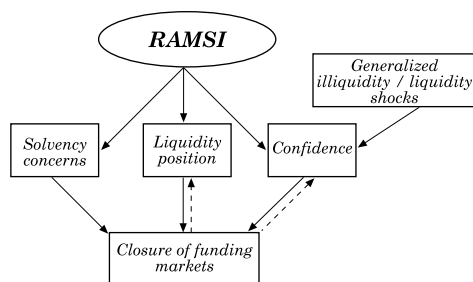 RAMSI
Generalized
illiquidity / liquidity
shocks
Solvency
concerns
Liquidity
position
Confidence
Closure of funding
markets